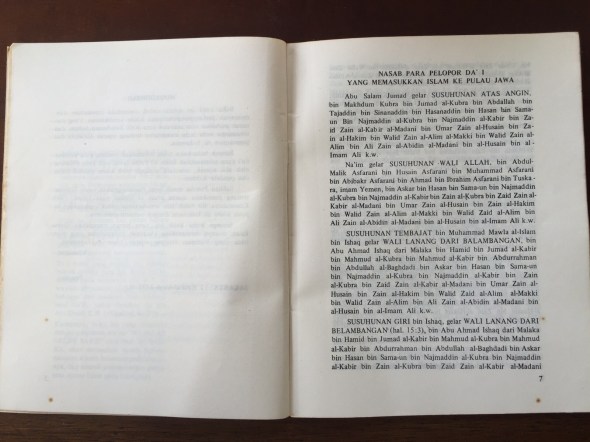 NASAB PARA PELOPOR DA' I
YANG MEMASUKKAN ISLAM KE PULAU JAWA
Abu Salam Jumad gelar SUSUHUNAN ATAS ANGIN.
bin Makhdum Kubra bin Jumad al-Kubra bin Abdallah bin
Tajaddin bin Sinanaddin bin Hasanaddin bin Hasan bin Sama-
un Bin Najmaddin al-Kubra bin Najmaddin al-Kabir bin Za-
id Zain al-Kabir al-Madani bin Umar Zain al-Husain bin Za-
in al-Hakim bin Walid Zain al-Makki bin Walid Zain al-
Alim bin Ali Zain al-Abidin al-Madani bin al-Husain bin al-
Imam Ali k.w
Na'im gelar SUSUHUNAN WALI ALLAH, bin Abdul-
Malik Asfarani bin Husain Asfarani bin Muhammad Asfarani
bin Abibakr Asfarani bin Ahmad bin Ibrahim Asfarani bin Tuska-
ra, imam Yemen, bin Askar bin Hasan bin Sama-un bin Najmaddin
al-Kubra bin Najmaddin al-Kabir bin Zain al-Kubra bin Zaid Zain al-
Kabir al-Madani bin Umar Zain al-Husain bin Zain al-Hakim
bin Walid Zain al-Alim al-Makki bin Walid Zain al-Alim bin
Ali Zain al-Abidin al-Madani bin al-Husain bin al-Imam Ali k.w.
SUSUHUNAN TEMBAJAT bin Muhammad Mawla al-Islam
bin Ishaq gelar WALI LANANG DARI BALAMBANGAN, bin
Abu Ahmad Ishaq dari Malaka bin Hamid bin Jumad al-Kabir
bin Mahmud al-Kubra bin Mahmud al-Kabir bin Abdurrahman
bin Abdullah al-Baghdadi bin Askar bin Hasan bin Sama-un
bin Najmuddin al-Kubra bin Najmuddin al-Kabir bin Zain
al-Kubra bin Zaid Zain al-Kabir al-Madani bin Umar Zain al-
Husain bin Zain al-Hakim bin Walid Zaid al-Alim al-Makki
bin Walid Zain al-Alim bin Ali Zain al-Abidin al-Madani bin al-
Husain bin al-Imam Ali k.w.
SUSUHUNAN GIRI bin Ishaq, gelar WALI LANANG DARI
BELAMBANGAN (hal. 15:3), bin Abu Ahmad Ishaq dari Malaka
bin Hamid bin Jumad al-Kabir bin Mahmud al-Kubra bin Mahmud
al-Kabir bin Abdurrahman bin Abdullah al-Baghdadi bin Askar
bin Hasan bin Sama-un bin Najmuddin al-Kubra bin Najmuddin
al-Kabir bin Zain al-Kubra bin Zaid Zain al-Kabir al-Madani
7